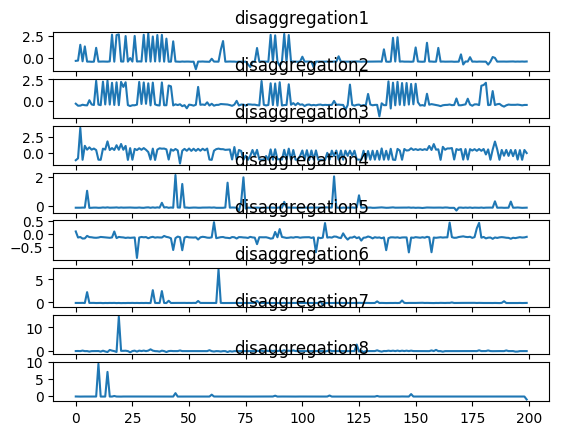 disaggregation1
2.5
0.0
disaggregation2
2.5
0.0
disaggregation3
2.5
0.0
disaggregation4
2
0
disaggregation5
0.5
0.0
−0.5
disaggregation6
5
0
disaggregation7
10
0
disaggregation8
10
5
0
0 25 50 75 100 125 150 175 200